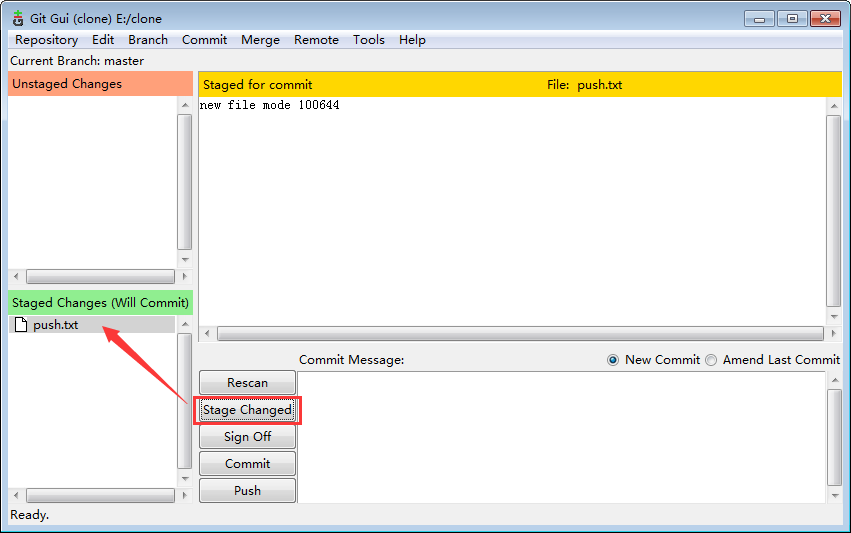 Git Gui (clone) E:/clone
Repository Edit Branch Commit Merge Remote Tools Help
Current Branch: master
Unstaged Changes
Staged for commit File: push.txt
new file mode 100644
Staged Changes (Will Commit)
push.txt
Commit Message: New Commit Amend Last Commit
Rescan
Stage Changed
Sign Off
Commit
Push
Ready.